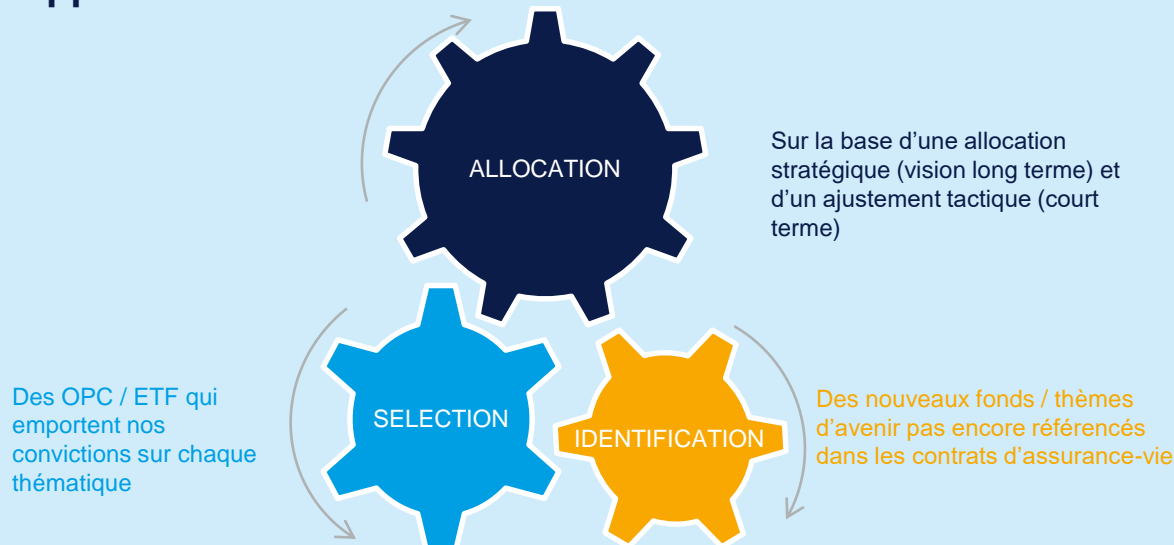 ALLOCATION
Sur la base d'une allocation
stratégique (vision long terme) et
d'un ajustement tactique (court
terme)
Des OPC / ETF qui
emportent nos
convictions sur chaque
thématique
SELECTION
IDENTIFICATION
Des nouveaux fonds / thèmes
d'avenir pas encore référencés
dans les contrats d'assurance-vie